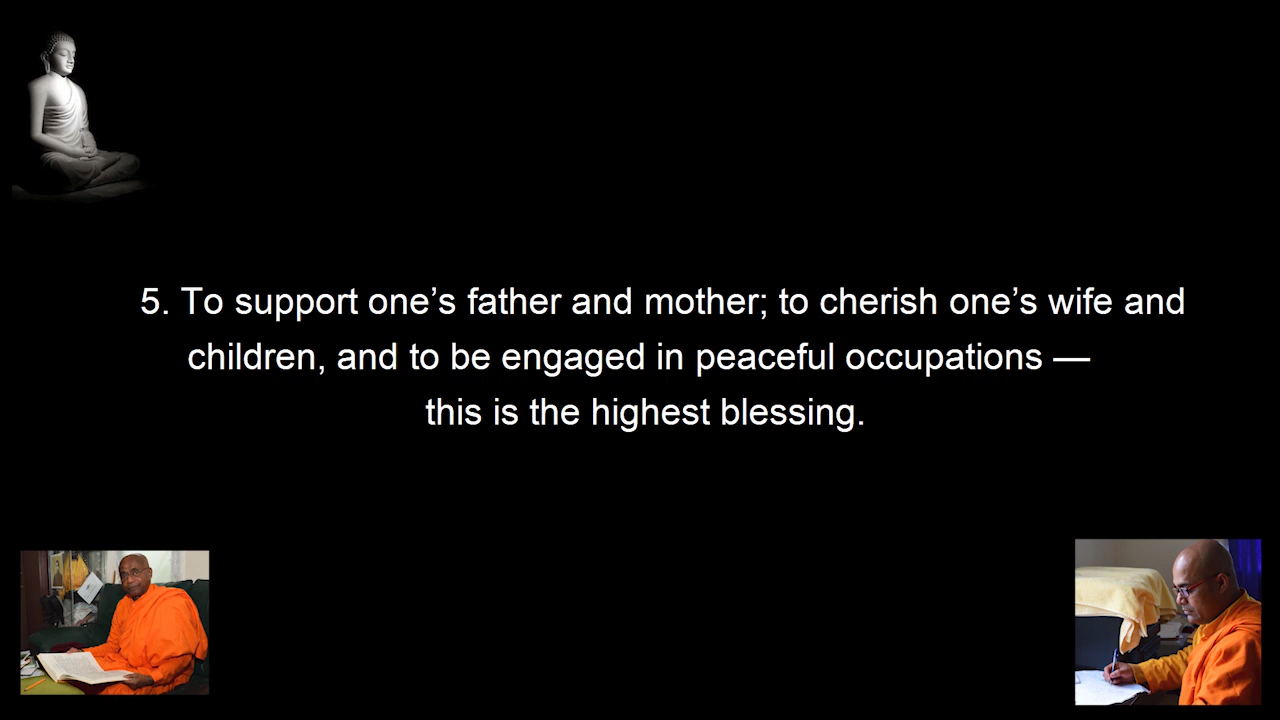 5. To support one’s father and mother; to cherish one’s wife and
children, and to be engaged in peaceful occupations —
this is the highest blessing.